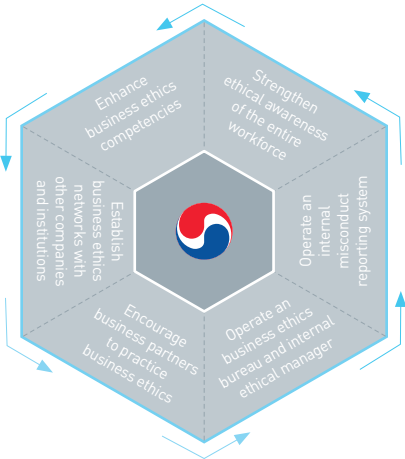 Enhance
business ethics
competencies
Strengthen
ethical awareness
of the entire
workforce
Operate an
internal
misconduct
reporting system
Operate an
business ethics
bureau and internal
ethical manager
Encourage
business partners
to practice
business ethics
Establish
business ethics
networks with
other companies
and institutions